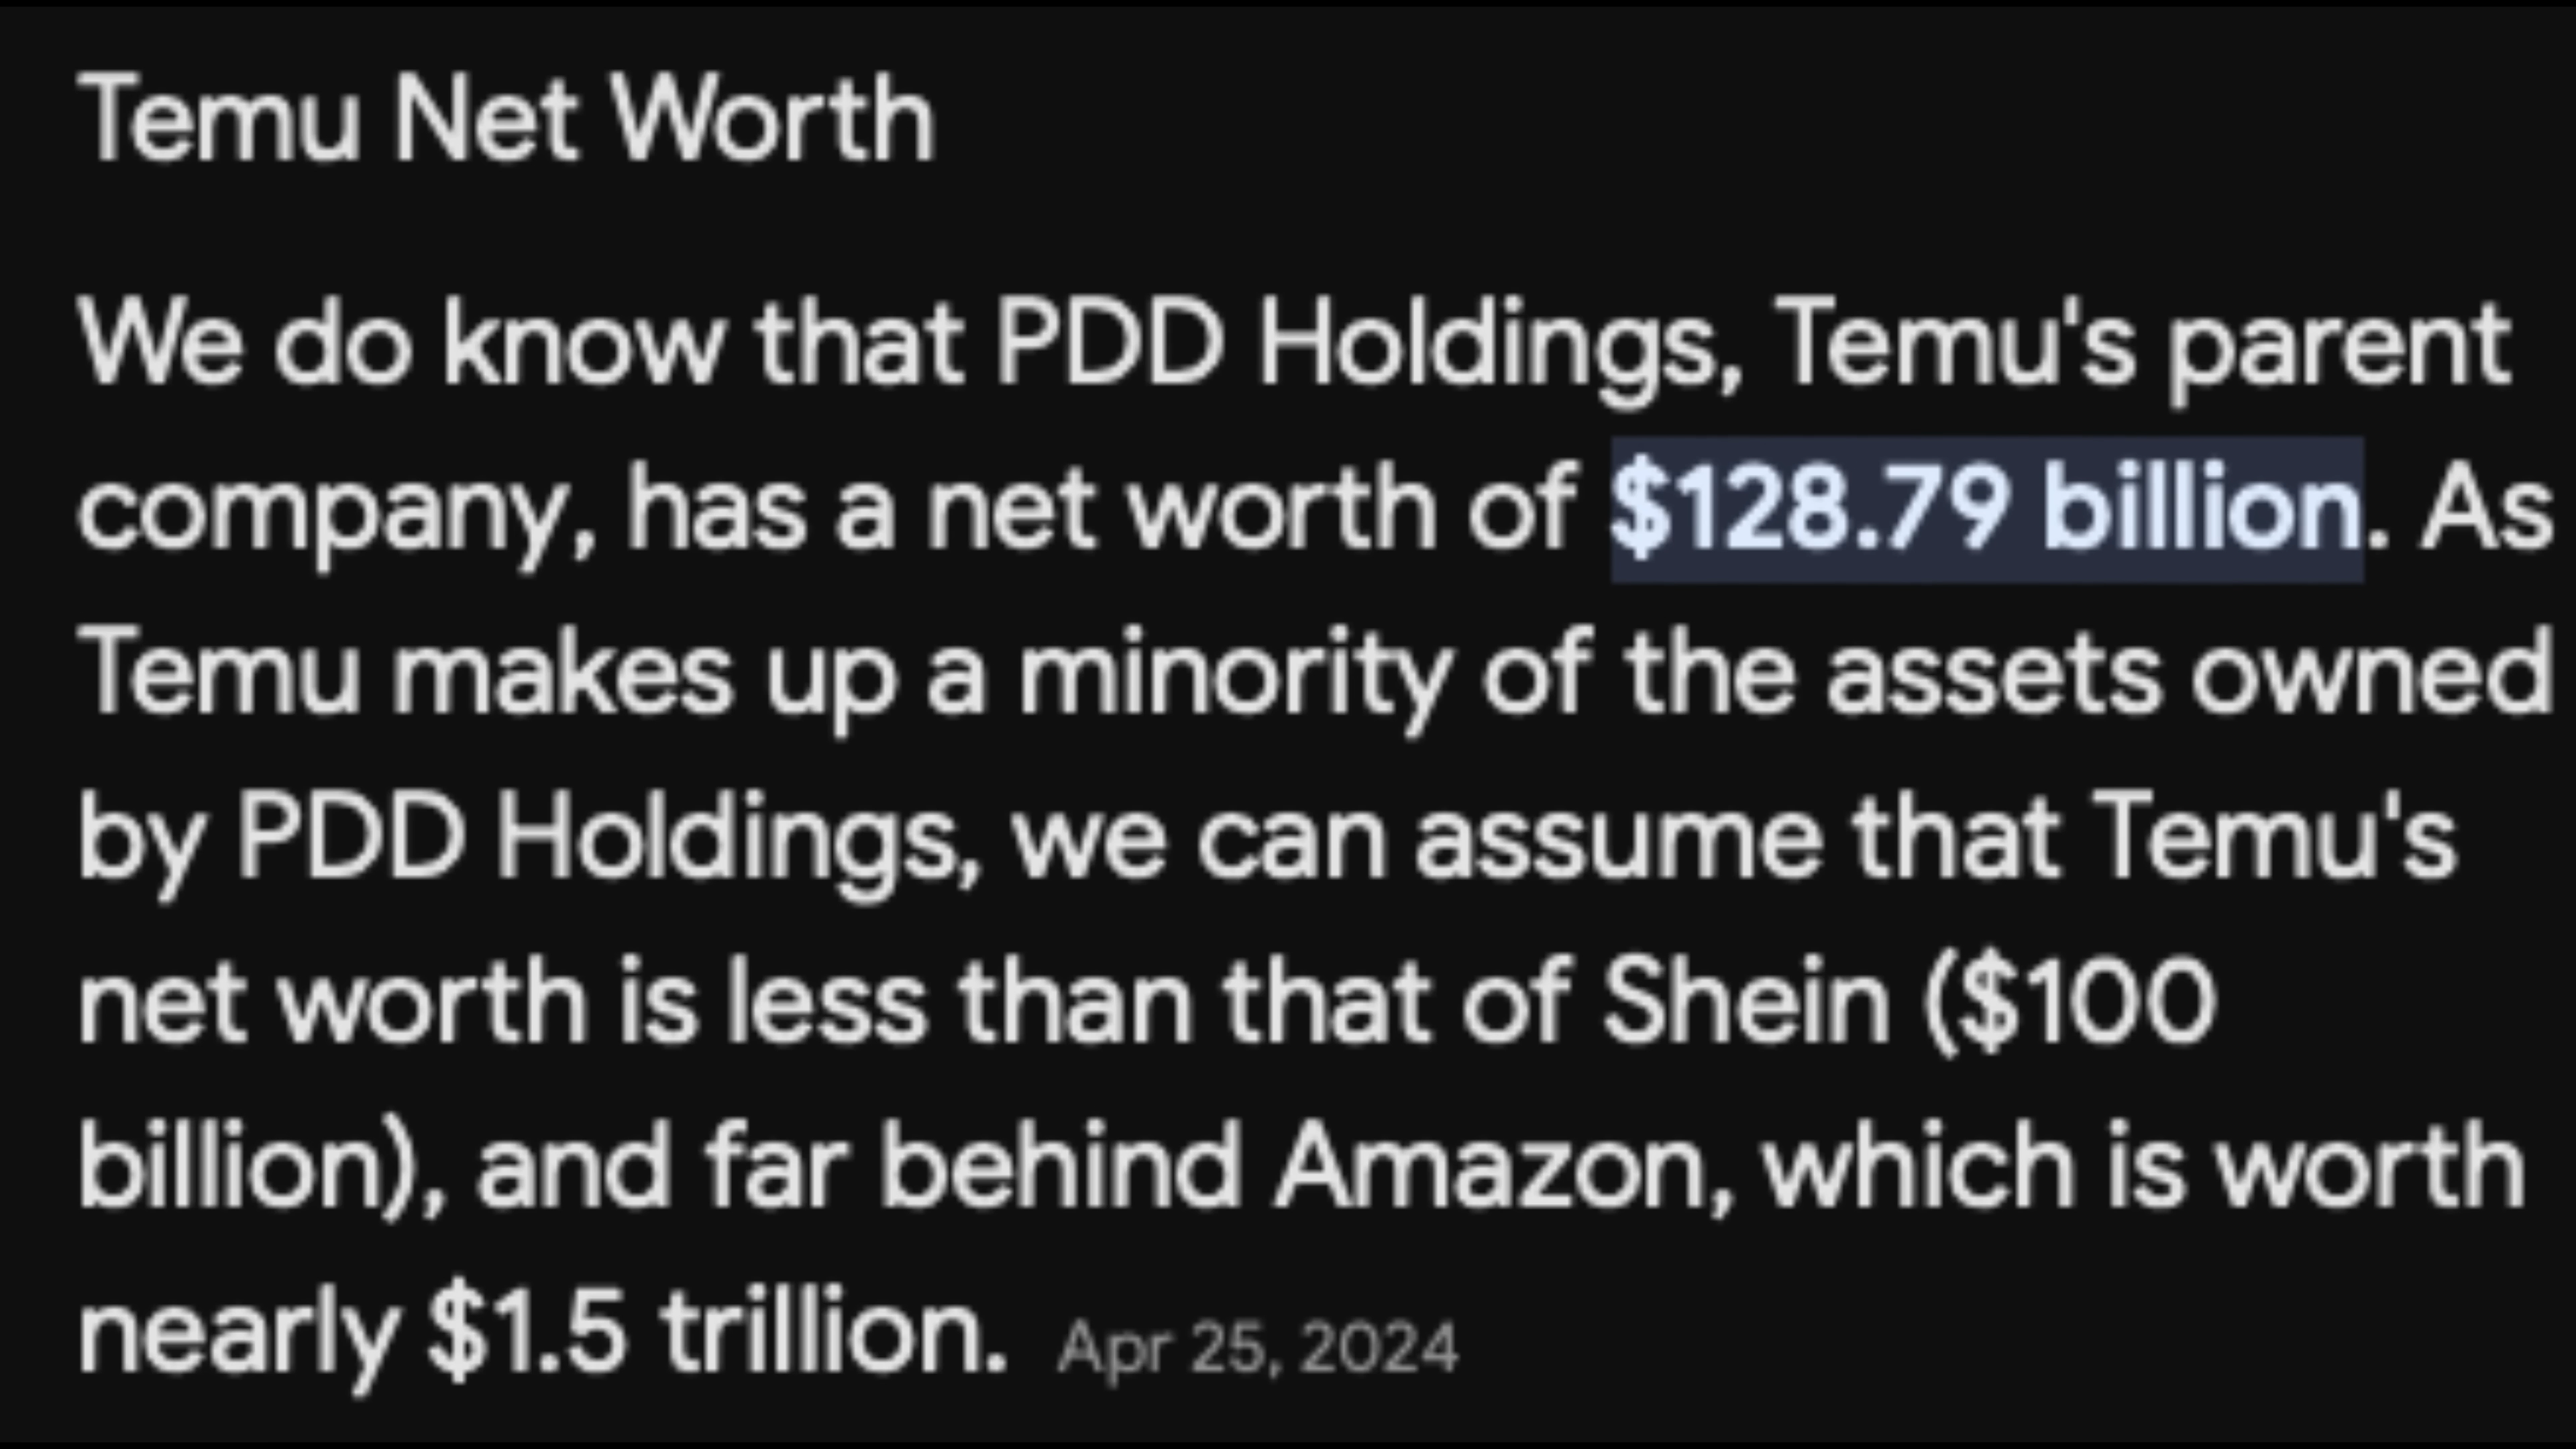 Temu Net Worth
We do know that PDD Holdings, Temu's parent
company, has a net worth of $128.79 billion. As
Temu makes up a minority of the assets owned
by PDD Holdings, we can assume that Temu's
net worth is less than that of Shein ($100
billion), and far behind Amazon, which is worth
nearly $1.5 trillion. Apr 25, 2024